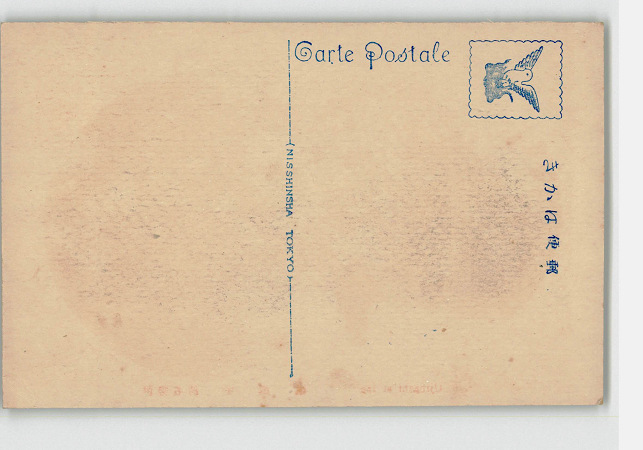 Carte Postale
郵便はかき
(NISSHINSHA TOKYO)